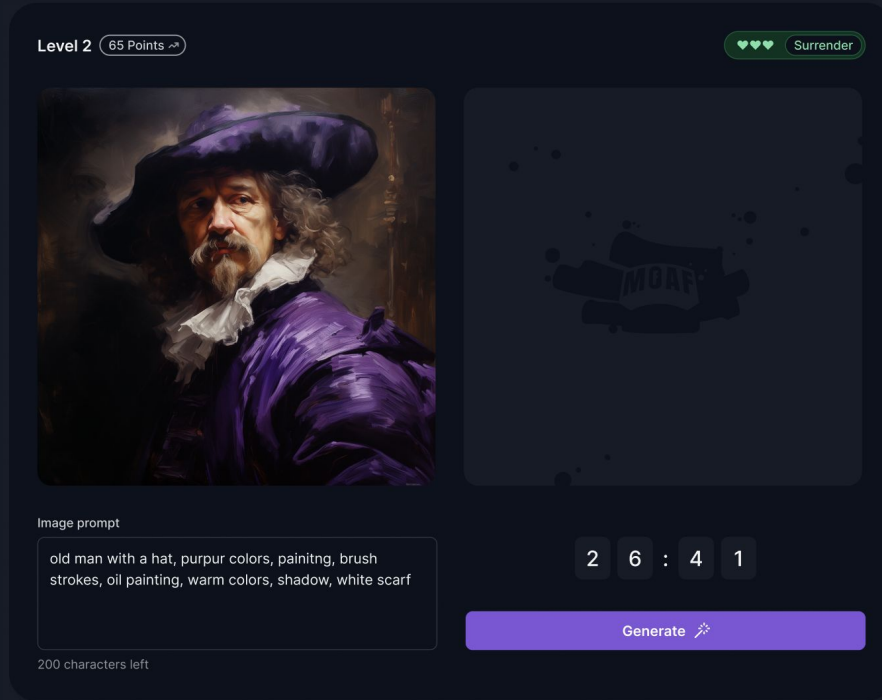 Level 2 65 Points
Surrender
MGAF
Image prompt
old man with a hat, purpur colors, painitng, brush
strokes, oil painting, warm colors, shadow, white scarf
200 characters left
2 6 : 4 1
Generate